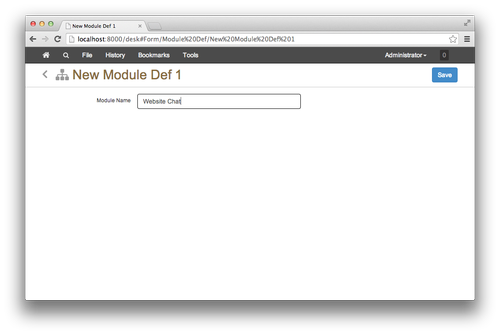 New Module Def 1
localhost:8000/desk#Form/Module%20Def/New%20Module%20Def%201
File History Bookmarks Tools Administrator 0
New Module Def 1 Save
Module Name Website Chat